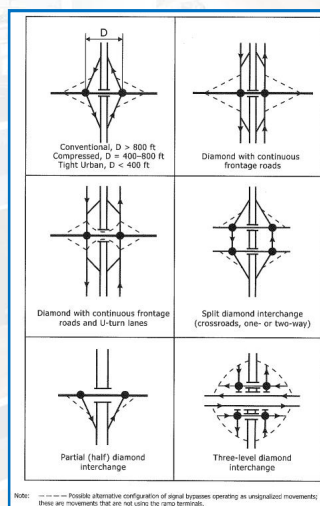 D
Conventional, D > 800 ft
Compressed, D = 400–800 ft
Tight Urban, D < 400 ft
Diamond with continuous
frontage roads
Diamond with continuous frontage
roads and U-turn lanes
Split diamond interchange
(crossroads, one- or two-way)
Partial (half) diamond
interchange
Three-level diamond
interchange
Note: ----- Possible alternative configuration of signal bypasses operating as unsignalized movements;
these are movements that are not using the ramp terminals.